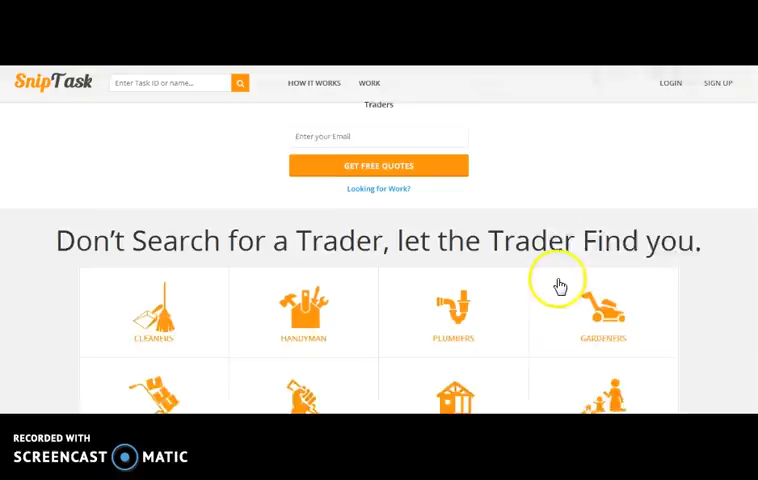 SnipTask Enter Task ID or name... HOW IT WORKS WORK LOGIN SIGN UP
Traders
Enter your Email
GET FREE QUOTES
Looking for Work?
Don't Search for a Trader, let the Trader Find you.
CLEANERS HANDYMAN PLUMBERS GARDENERS
RECORDED WITH
SCREENCAST MATIC